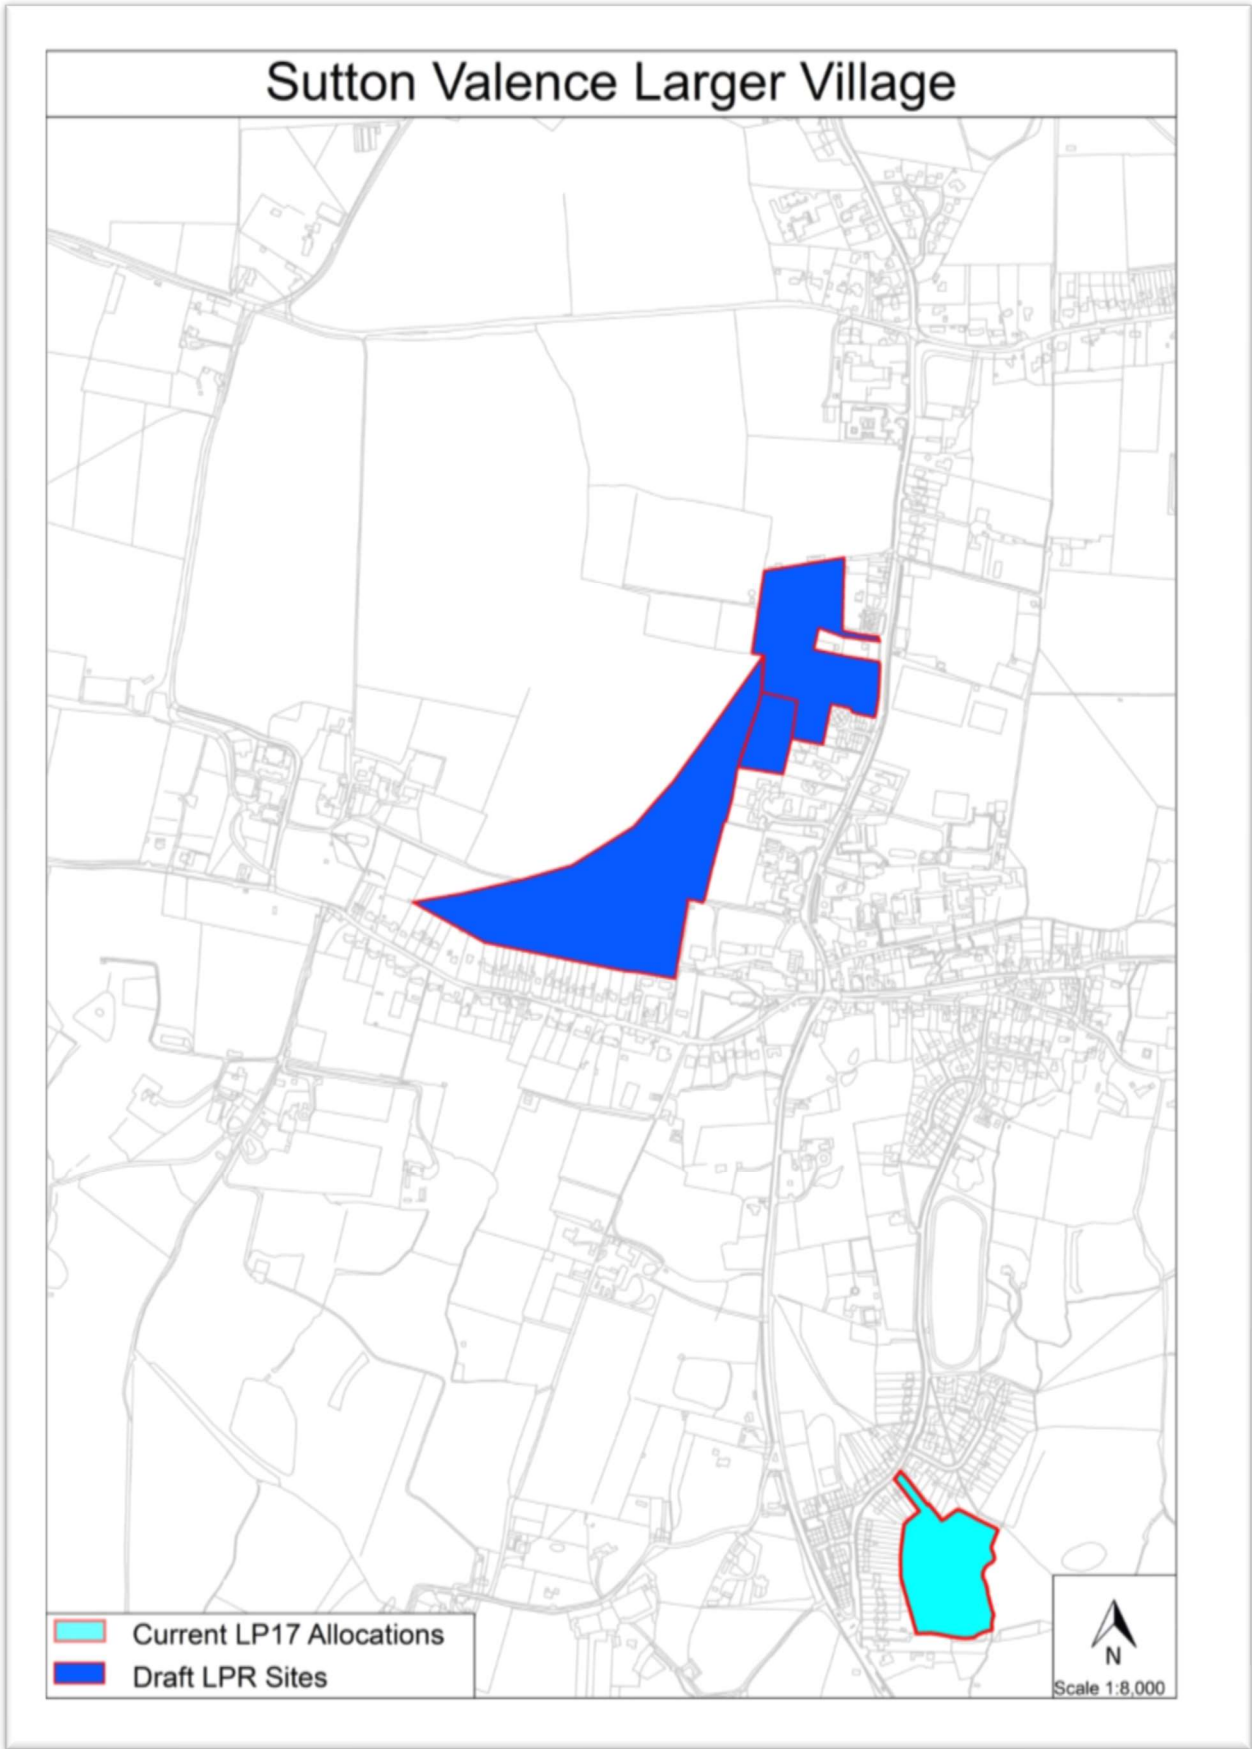 Sutton Valence Larger Village
Current LP17 Allocations
Draft LPR Sites
N
Scale 1:8,000